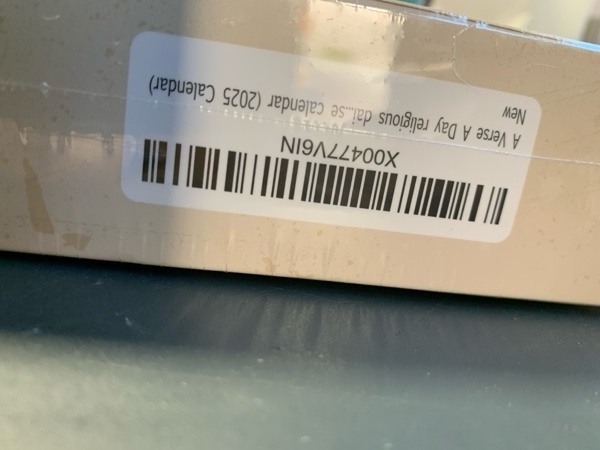 X00477V6IN
A Verse A Day religious dai...se calendar (2025 Calendar)
New